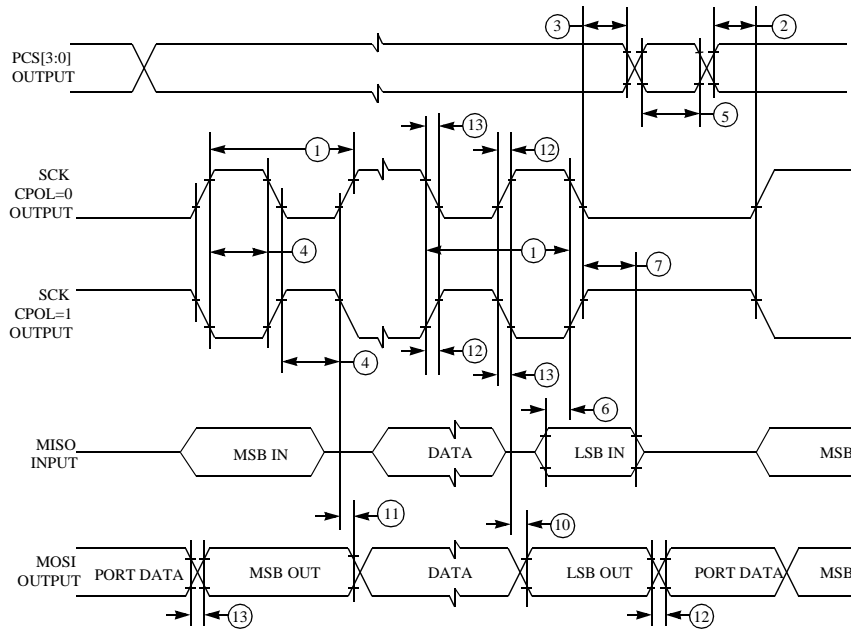 3
2
PCS[3:0]
OUTPUT
5
13
12
1
SCK
CPOL=0
OUTPUT
4
1
7
SCK
CPOL=1
OUTPUT
12
4
13
6
MISO
INPUT
MSB IN
DATA
LSB IN
MSB
11
10
MOSI
OUTPUT
PORT DATA
MSB OUT
DATA
LSB OUT
PORT DATA
MSB
13
12